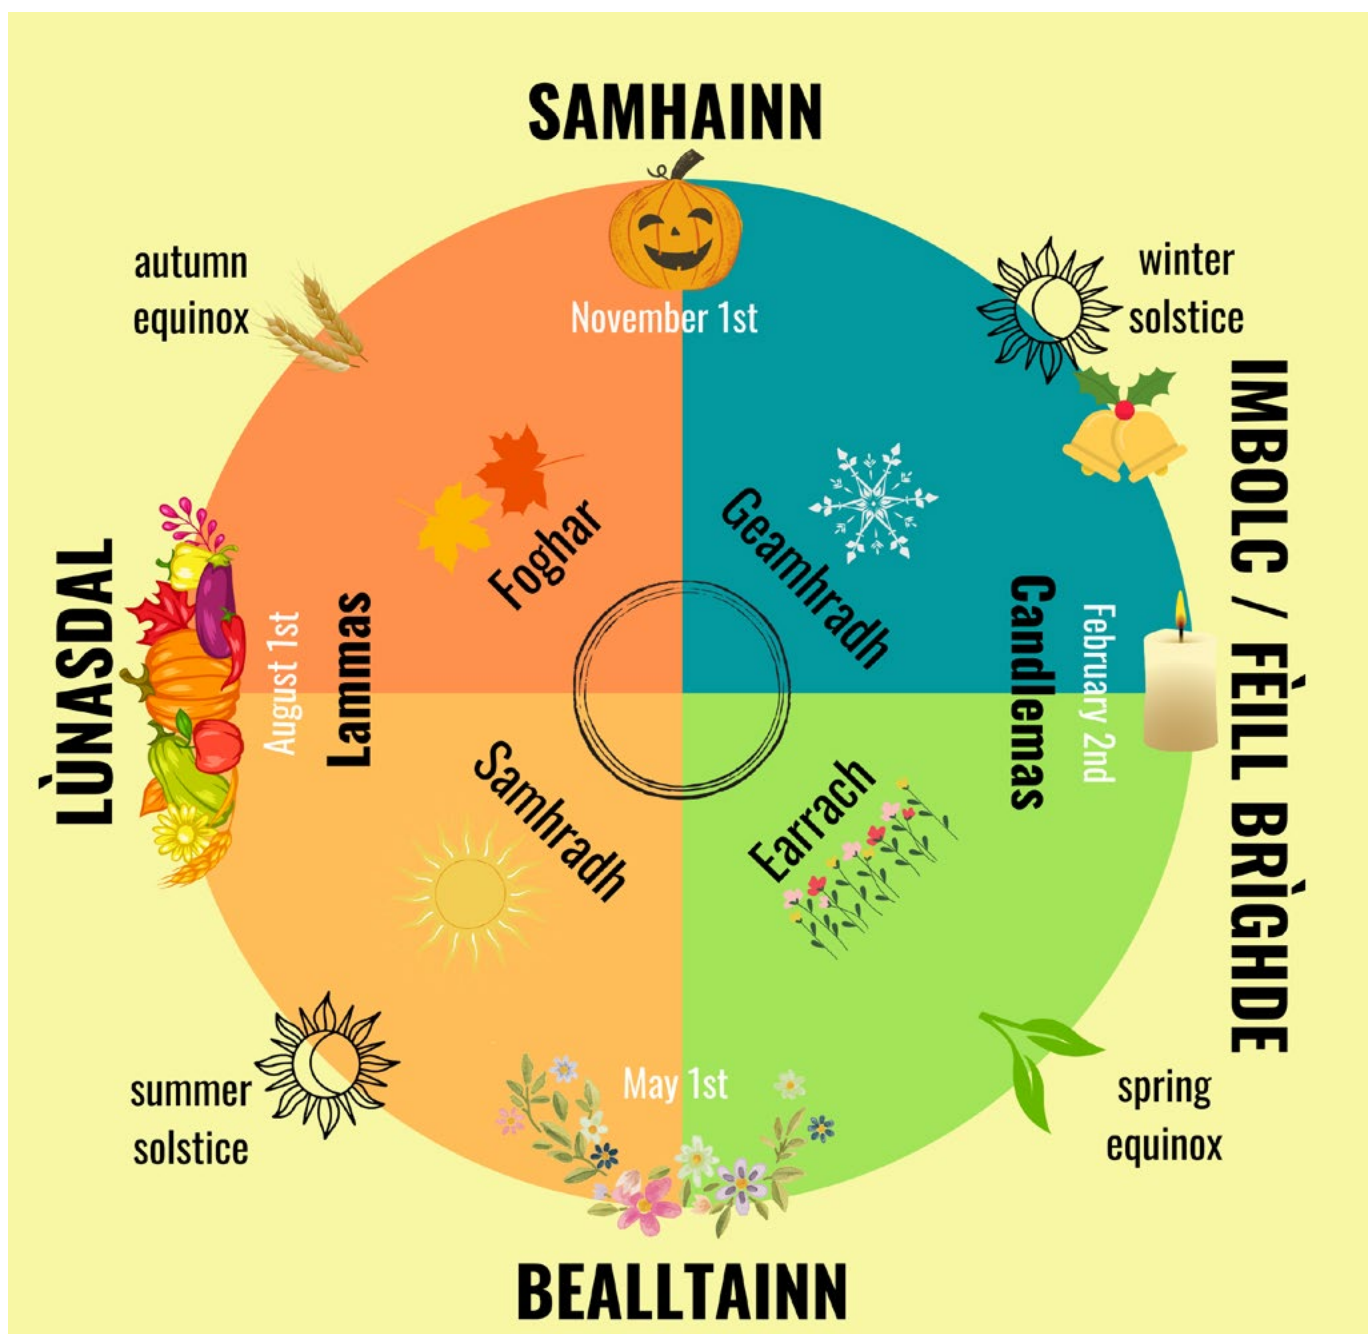 SAMHAINN
November 1st
autumn
equinox
winter
solstice
IMBOLC / FÈILL BRÌGHDE
Foghar
Geamhradh
Candlemas
February 2nd
LÙNASDAL
August 1st
Lammas
Samhradh
Earrach
summer
solstice
May 1st
spring
equinox
BEALLTAINN